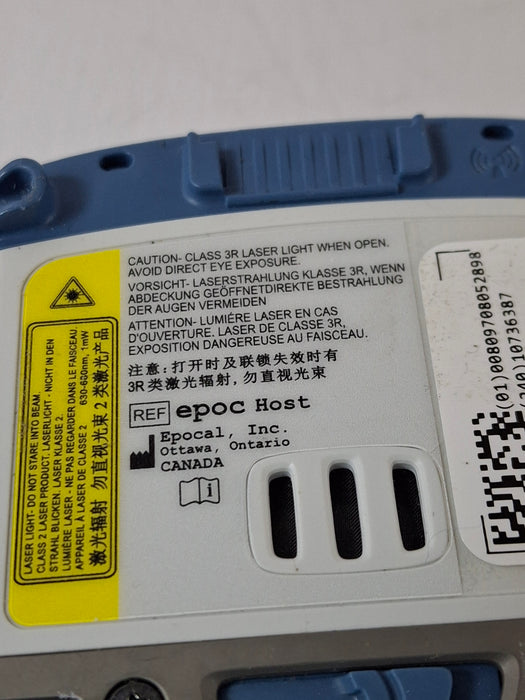 CAUTION- CLASS 3R LASER LIGHT WHEN OPEN.
AVOID DIRECT EYE EXPOSURE.
VORSICHT- LASERSTRAHLUNG KLASSE 3R, WENN
ABDECKUNG GEÖFFNETDIREKTE BESTRAHLUNG
DER AUGEN VERMEIDEN
ATTENTION- LUMIÈRE LASER EN CAS
D'OUVERTURE. LASER DE CLASSE 3R,
EXPOSITION DANGEREUSE AU FAISCEAU.
注意: 打开时及联锁失效时有
3R类激光辐射, 勿直视光束
REF epoc Host
Epocal, Inc.
Ottawa, Ontario
CANADA
LASER LIGHT- DO NOT STARE INTO BEAM.
CLASS 2 LASER PRODUCT. LASERLICHT - NICHT IN DEN
STRAHL BLICKEN. LASER KLASSE 2.
LUMIÈRE LASER - NE PAS REGARDER DANS LE FAISCEAU
APPAREIL À LASER DE CLASSE 2 630-680nm, 1mW
激光辐射 勿直视光束 2 类激光产品
(01)00809708052898
(240)10736387